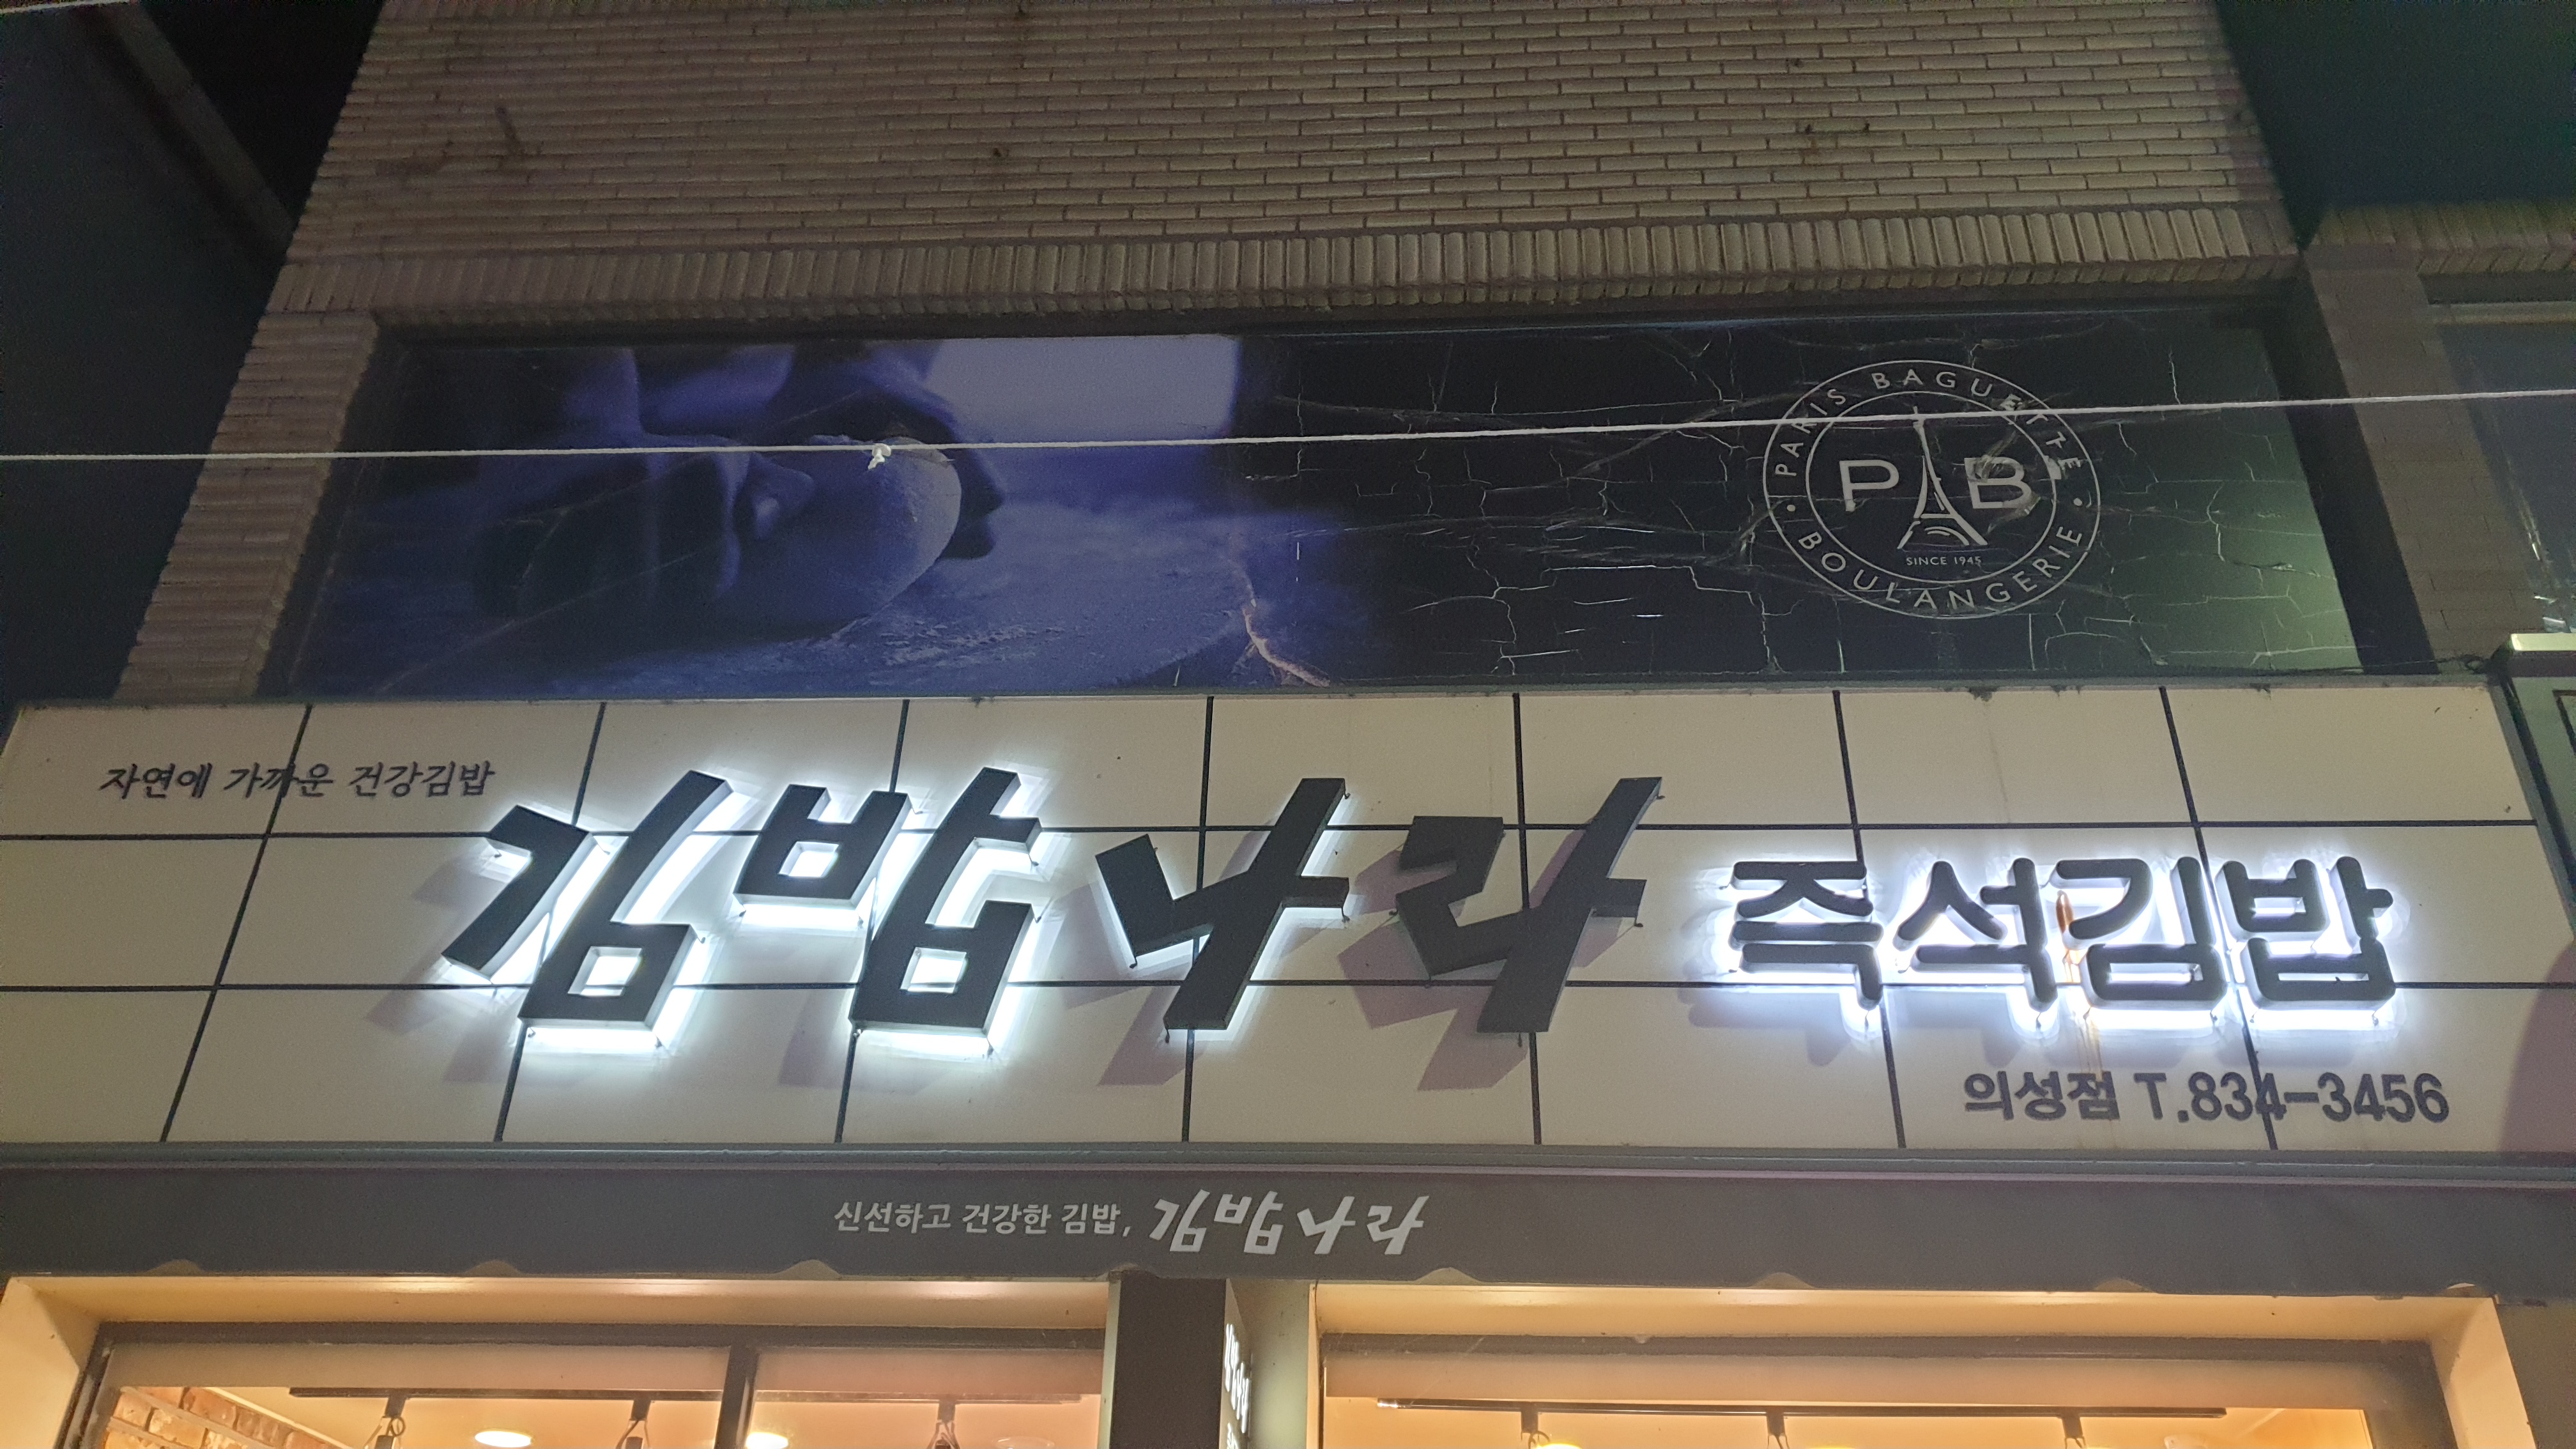 PARIS BAGUETTE
PB
SINCE 1945
BOULANGERIE
자연에 가까운 건강김밥
김밥나라 즉석김밥
의성점 T.834-3456
신선하고 건강한 김밥, 김밥나라